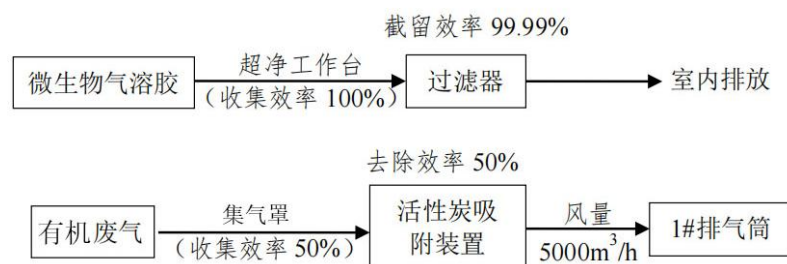 截留效率 99.99%
微生物气溶胶
超净工作台
（收集效率 100%）
过滤器
室内排放
去除效率 50%
有机废气
集气罩
（收集效率 50%）
活性炭吸
附装置
风量
5000m³/h
1#排气筒